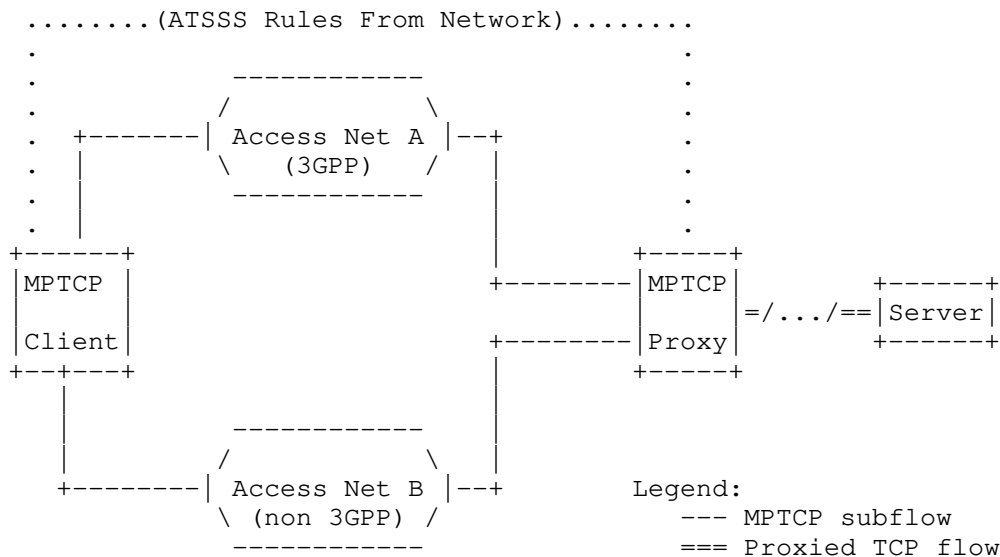 (ATSSS Rules From Network)
Access Net A
(3GPP)
MPTCP
Client
MPTCP
Proxy
=/.../==
Server
Access Net B
(non 3GPP)
Legend:
--- MPTCP subflow
=== Proxied TCP flow